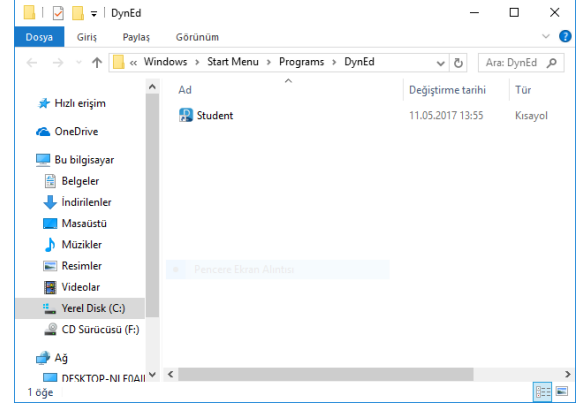 DynEd
Dosya Giriş Paylaş Görünüm
« Windows › Start Menu › Programs › DynEd Ara: DynEd
Ad Değiştirme tarihi Tür
Student 11.05.2017 13:55 Kısayol
Hızlı erişim
OneDrive
Bu bilgisayar
Belgeler
İndirilenler
Masaüstü
Müzikler
Resimler
Videolar
Yerel Disk (C:)
CD Sürücüsü (F:)
Ağ
Pencere Ekran Alıntısı
1 öğe